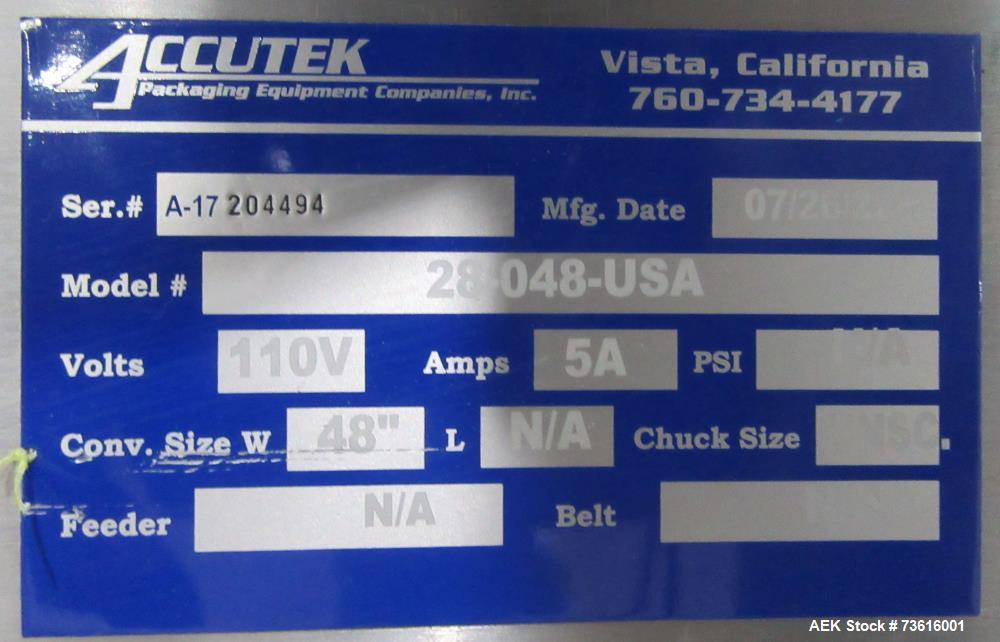 ACCUTEK
Packaging Equipment Companies, Inc.
Vista, California
760-734-4177
Ser.# A-17 204494 Mfg. Date
Model # 28-048-USA
Volts 110V Amps 5A PSI N/A
Conv. Size W 48" L N/A Chuck Size
Feeder N/A Belt
AEK Stock # 73616001